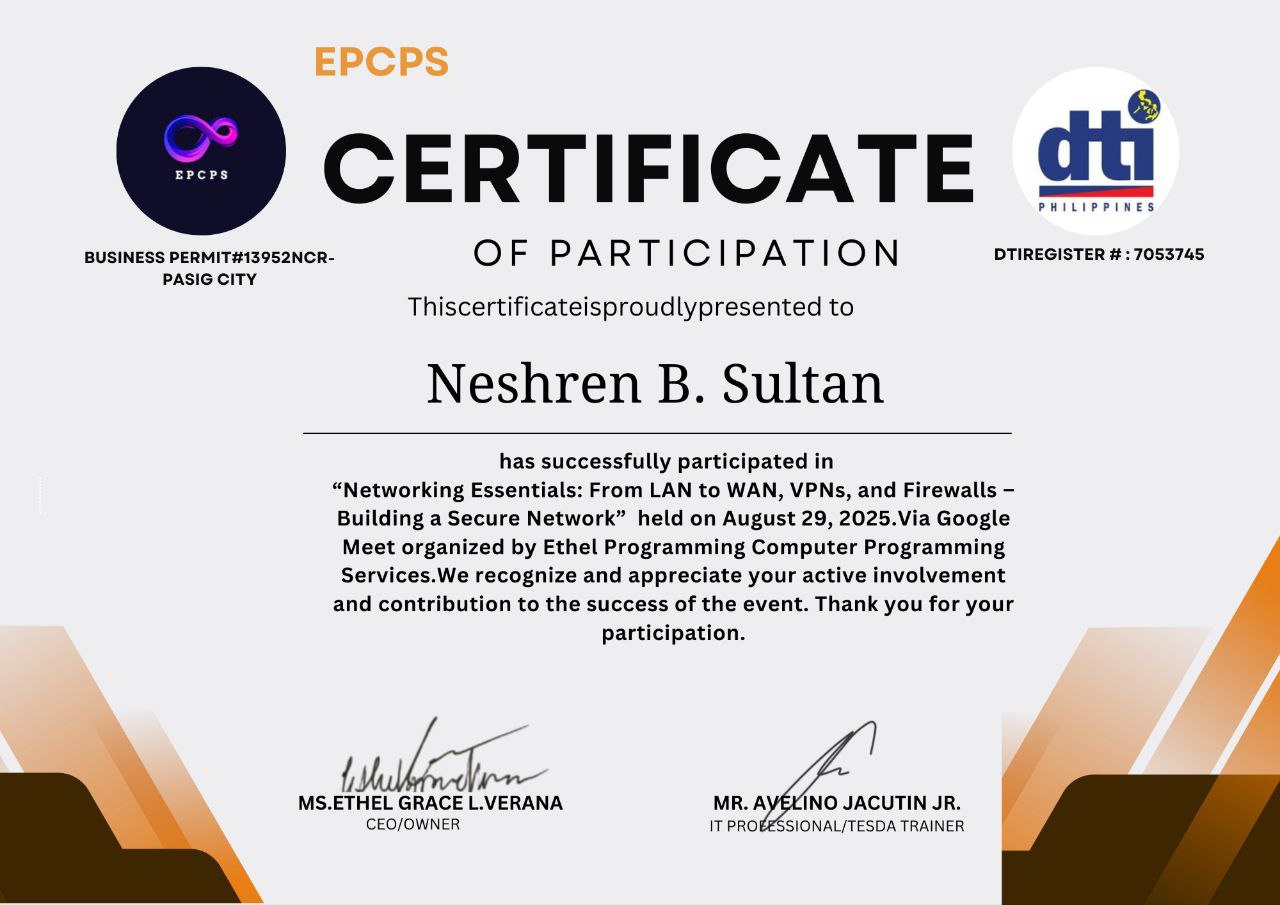 EPCPS
EPCPS
dti
PHILIPPINES
CERTIFICATE
OF PARTICIPATION
BUSINESS PERMIT#13952NCR-
PASIG CITY
DTIREGISTER # : 7053745
Thiscertificateisproudlypresented to
Neshren B. Sultan
has successfully participated in
“Networking Essentials: From LAN to WAN, VPNs, and Firewalls –
Building a Secure Network”  held on August 29, 2025.Via Google
Meet organized by Ethel Programming Computer Programming
Services.We recognize and appreciate your active involvement
and contribution to the success of the event. Thank you for your
participation.
MS.ETHEL GRACE L.VERANA
CEO/OWNER
MR. AVELINO JACUTIN JR.
IT PROFESSIONAL/TESDA TRAINER